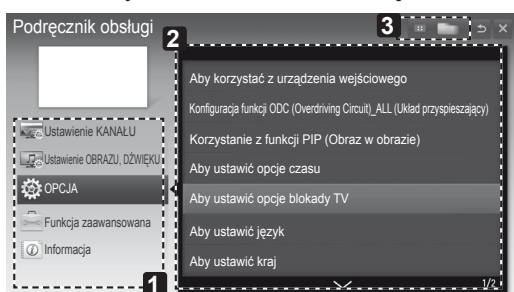 Podręcznik obsługi
3
2
Ustawienie KANAŁU
Ustawienie OBRAZU, DŹWIĘKU
OPCJA
Funkcja zaawansowana
Informacja
1
Aby korzystać z urządzenia wejściowego
Konfiguracja funkcji ODC (Overdriving Circuit)_ALL (Układ przyspieszający)
Korzystanie z funkcji PIP (Obraz w obrazie)
Aby ustawić opcje czasu
Aby ustawić opcje blokady TV
Aby ustawić język
Aby ustawić kraj
1/2